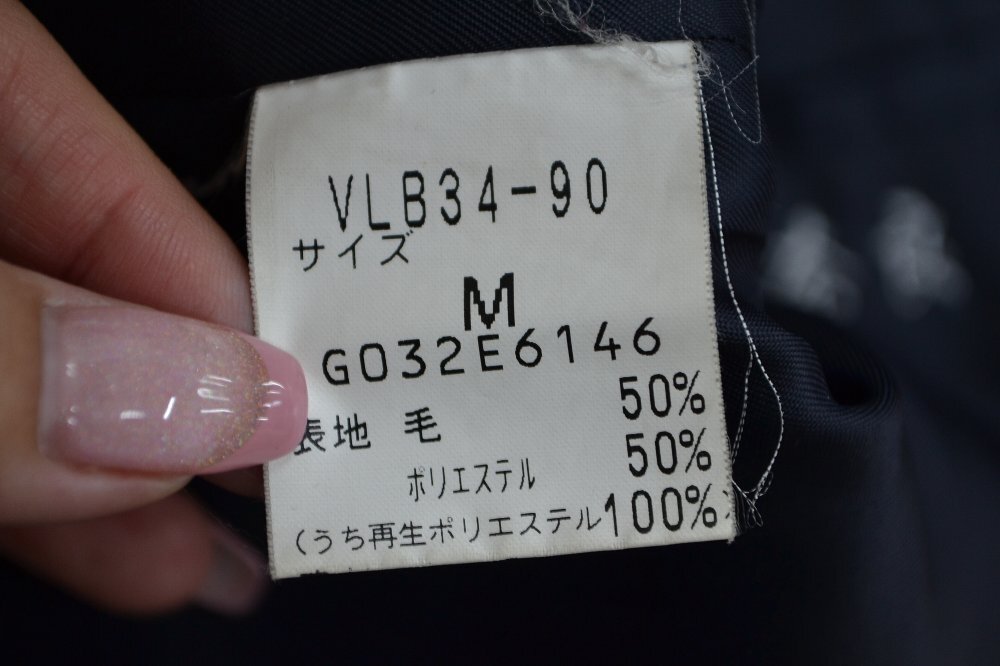 VLB34-90
サイズ
M
G032E6146
表地 毛 50%
ポリエステル 50%
(うち再生ポリエステル100%)